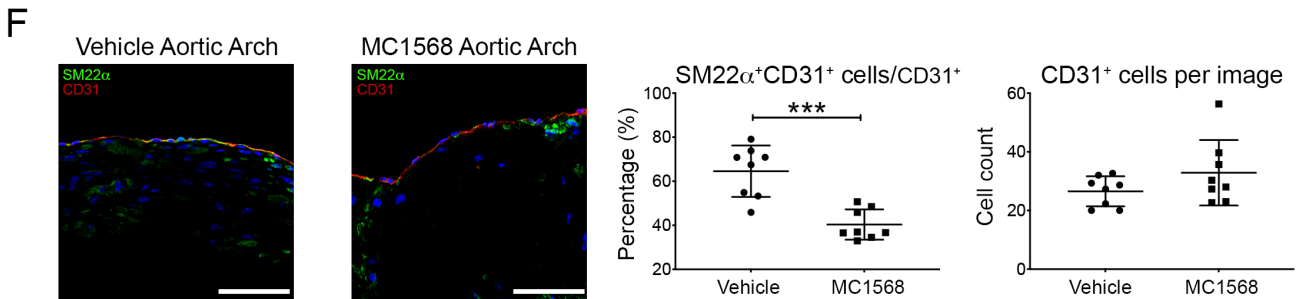 F
Vehicle Aortic Arch
SM22α
CD31
MC1568 Aortic Arch
SM22α
CD31
SM22α⁺CD31⁺ cells/CD31⁺
Percentage (%)
100
80
60
40
20
***
Vehicle
MC1568
CD31⁺ cells per image
Cell count
60
40
20
0
Vehicle
MC1568